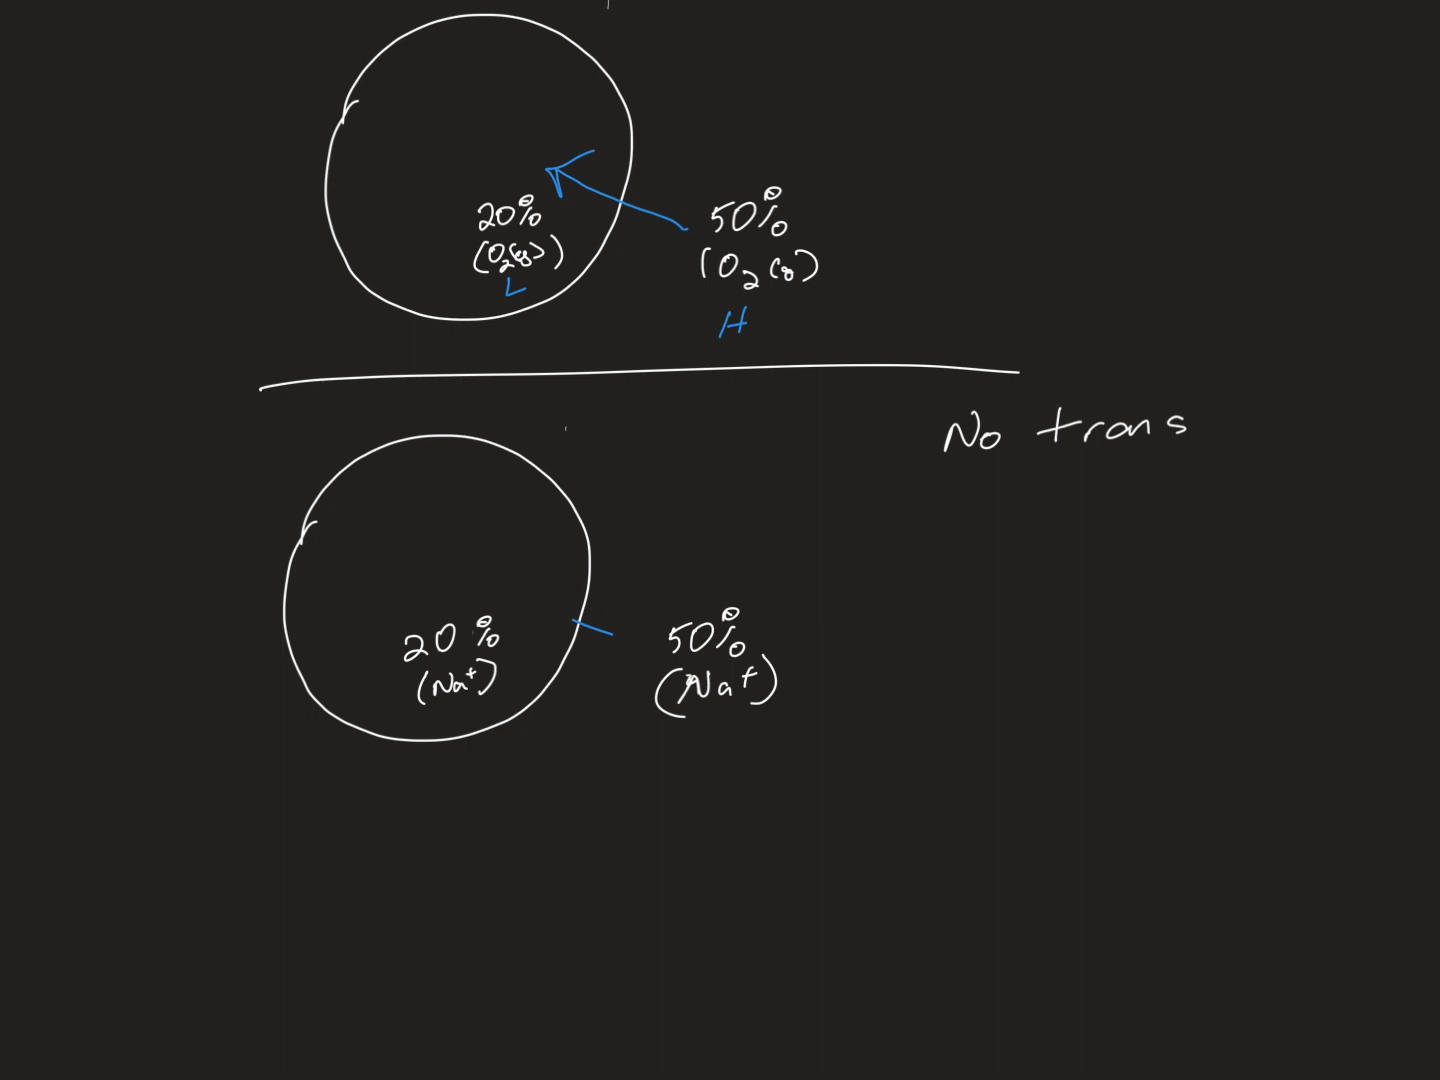 20% 50%
(O₂(g)) (O₂(g))
L
H
No trans
20% 50%
(Na⁺) (Na⁺)